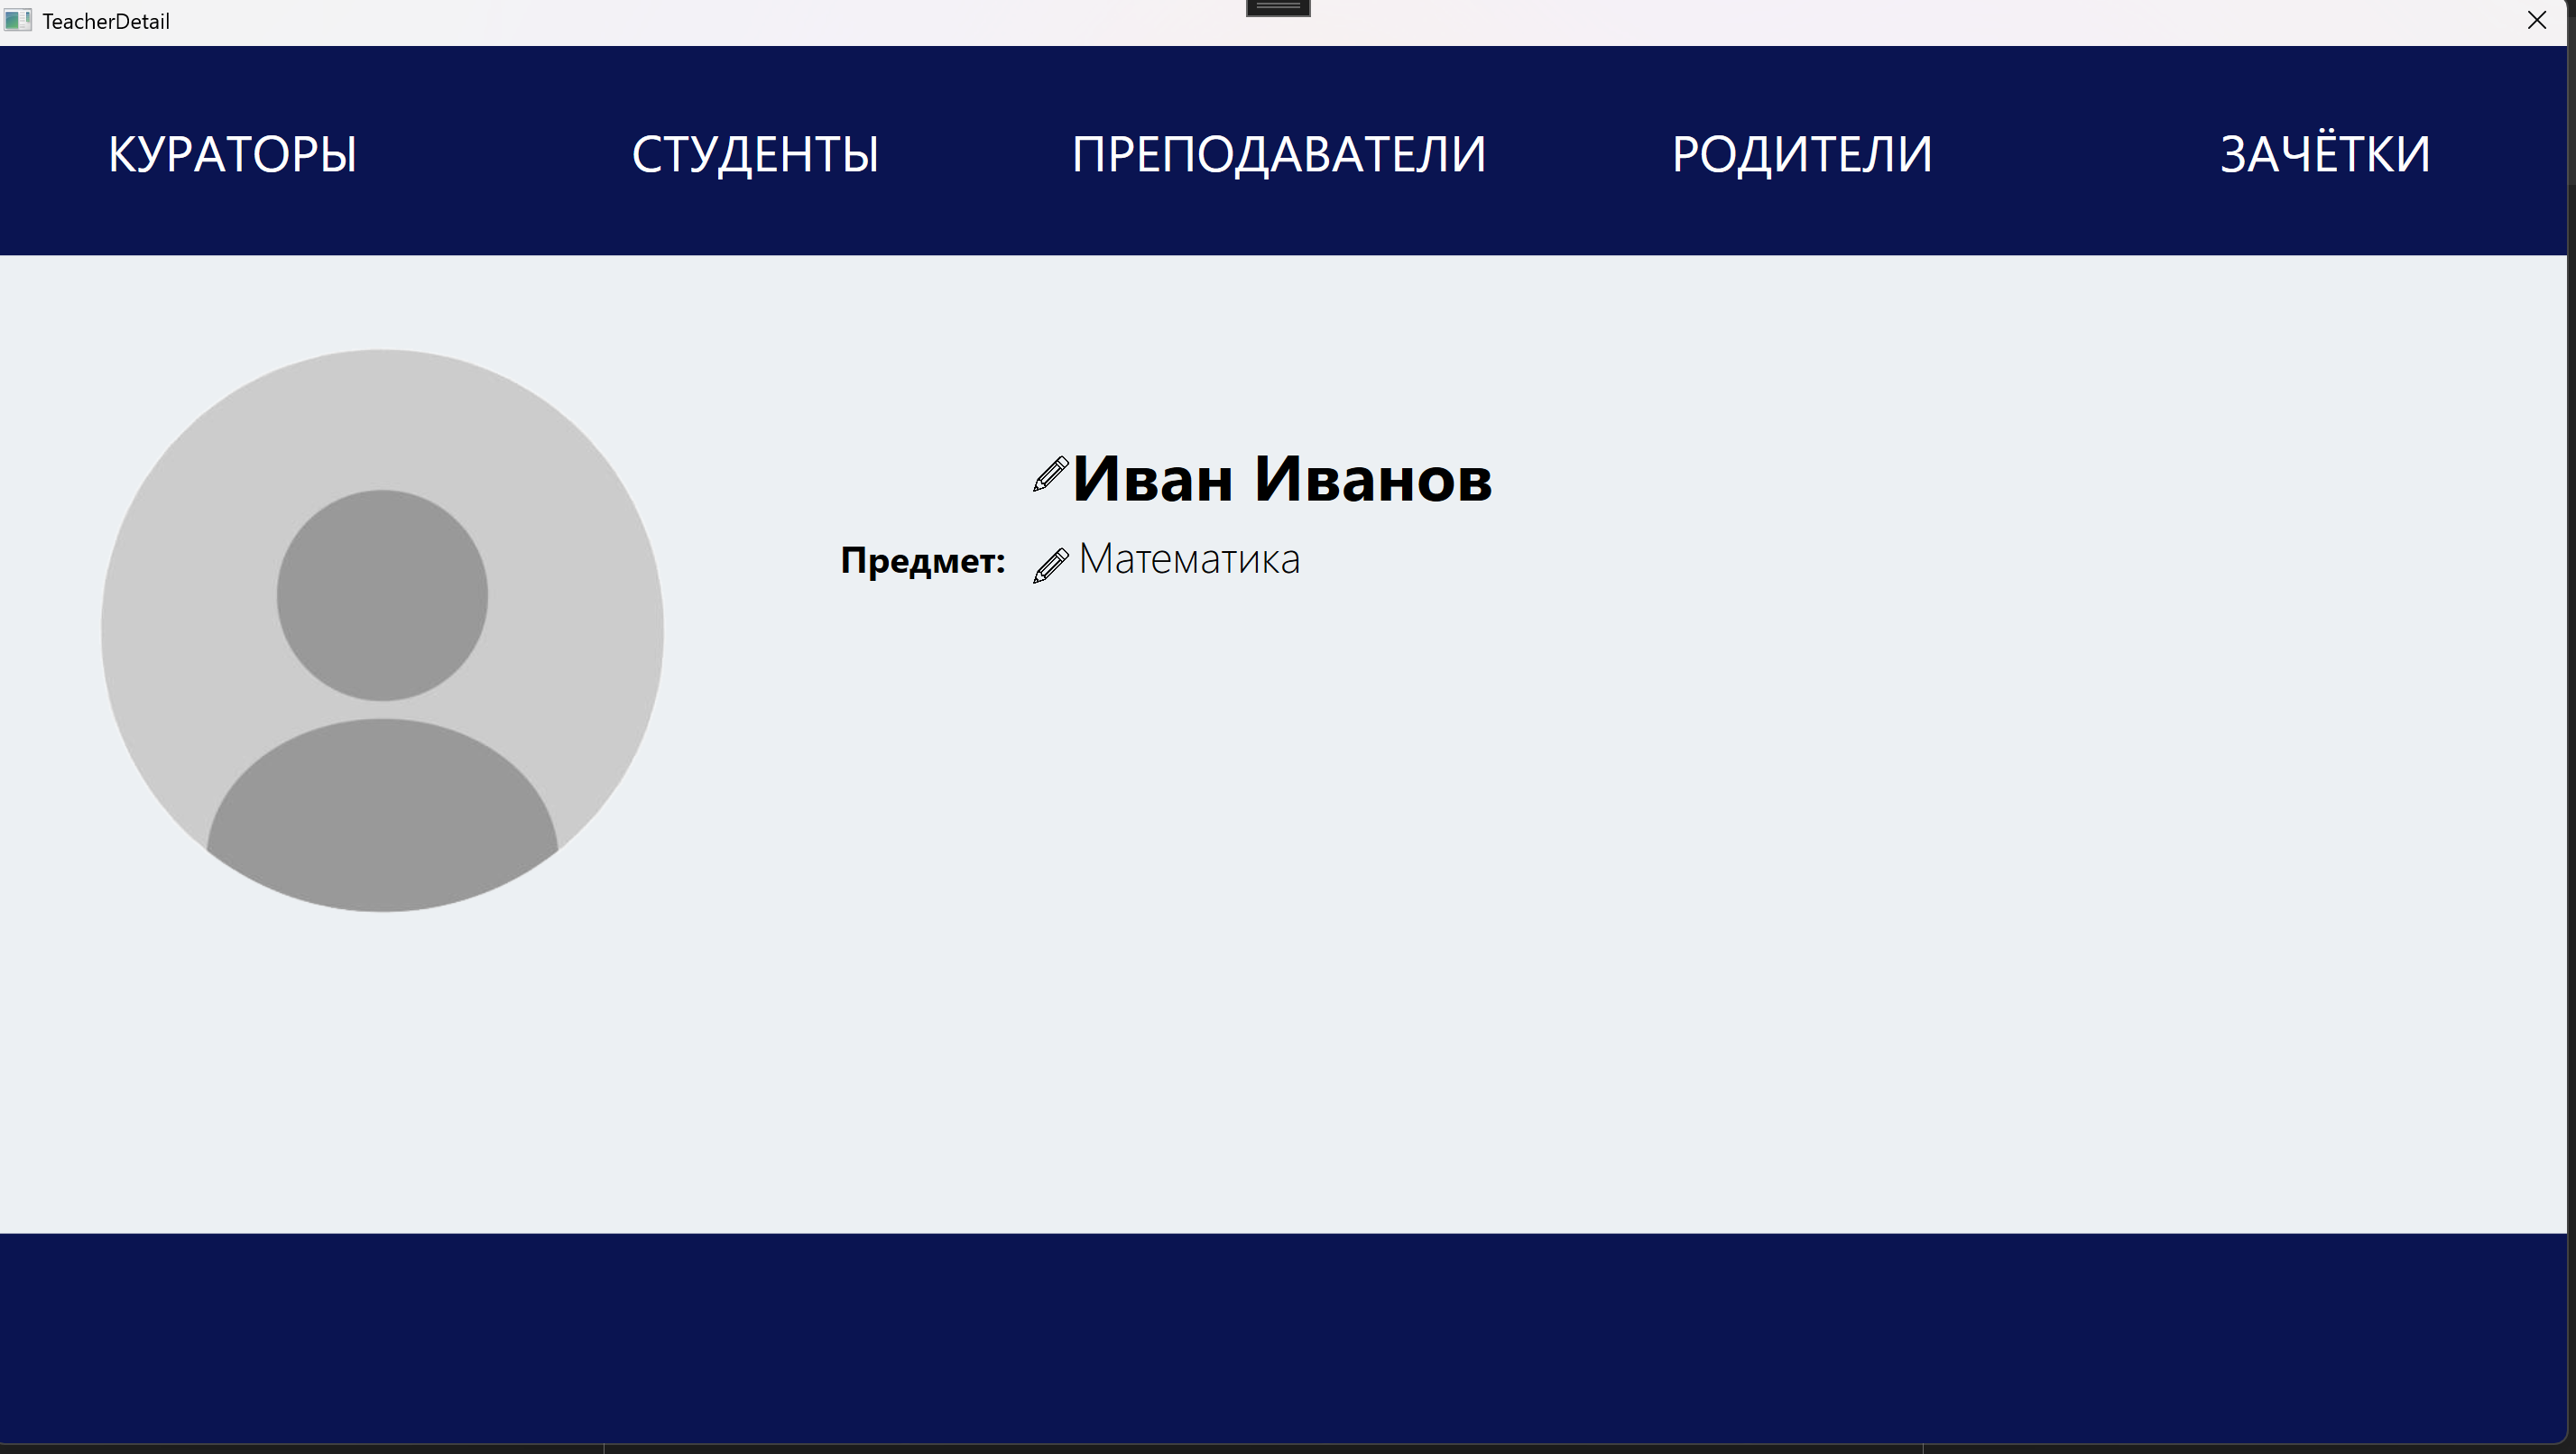 TeacherDetail
КУРАТОРЫ СТУДЕНТЫ ПРЕПОДАВАТЕЛИ РОДИТЕЛИ ЗАЧЁТКИ
Иван Иванов
Предмет: Математика